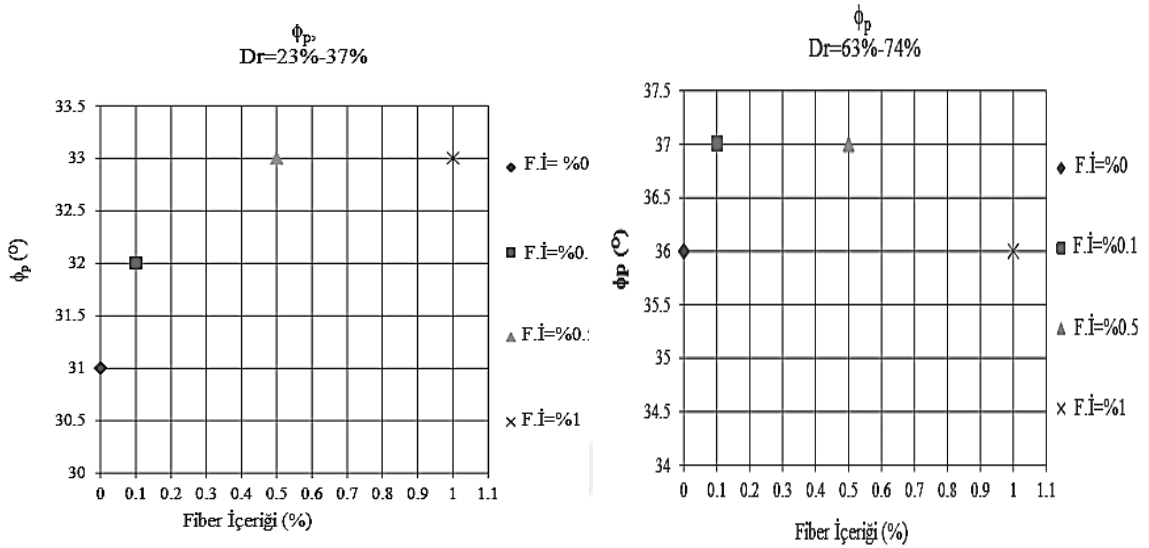 ϕp,
Dr=23%-37%
33.5
33
32.5
32
31.5
31
30.5
30
ϕp (O)
0 0.1 0.2 0.3 0.4 0.5 0.6 0.7 0.8 0.9 1 1.1
Fiber İçeriği (%)
F.İ= %0
F.İ=%0.
F.İ=%0.
F.İ=%1
ϕp
Dr=63%-74%
37.5
37
36.5
36
35.5
35
34.5
34
ϕp (O)
0 0.1 0.2 0.3 0.4 0.5 0.6 0.7 0.8 0.9 1 1.1
Fiber İçeriği (%)
F.İ=%0
F.İ=%0.1
F.İ=%0.5
F.İ=%1